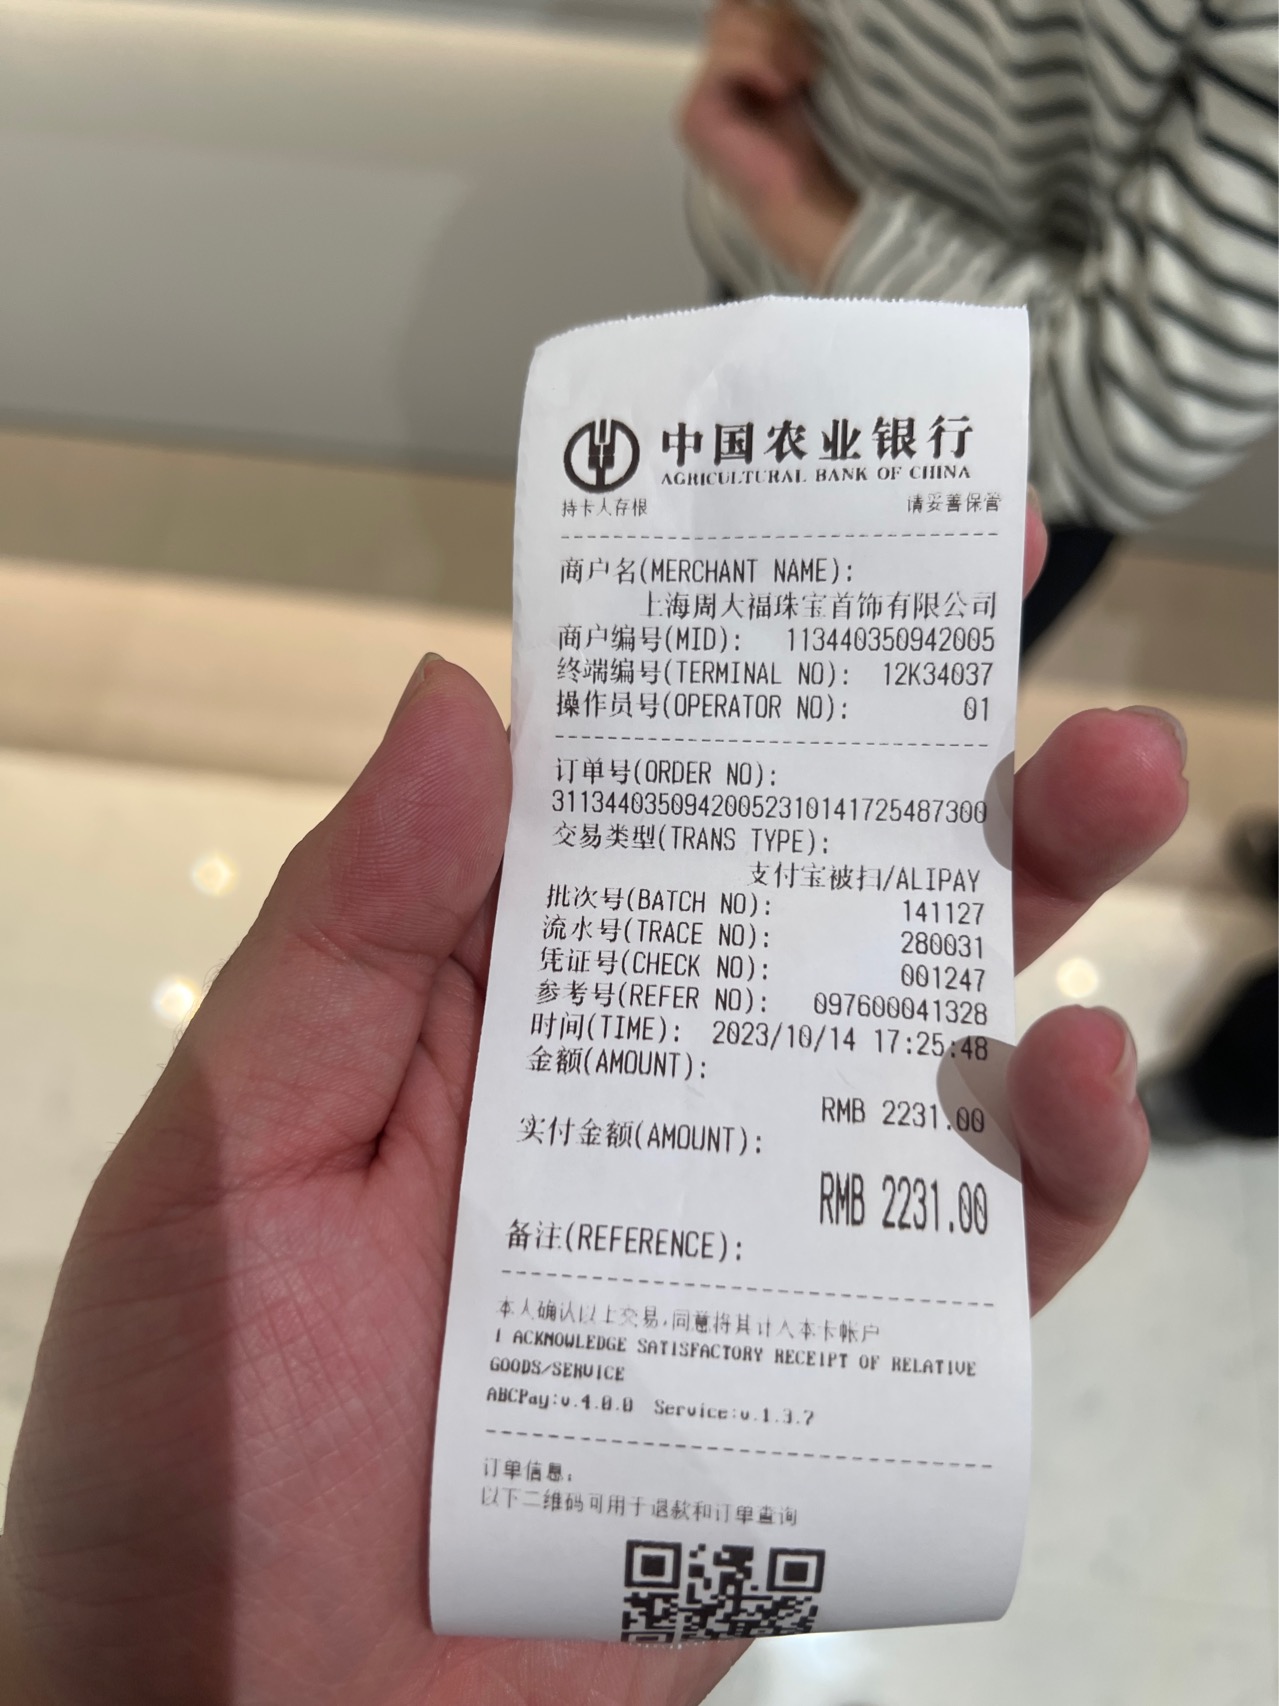 中国农业银行
AGRICULTURAL BANK OF CHINA
持卡人存根 请妥善保管
商户名(MERCHANT NAME):
上海周大福珠宝首饰有限公司
商户编号(MID): 113440350942005
终端编号(TERMINAL NO): 12K34037
操作员号(OPERATOR NO): 01
订单号(ORDER NO):
31134403509420052310141725487300
交易类型(TRANS TYPE):
支付宝被扫/ALIPAY
批次号(BATCH NO): 141127
流水号(TRACE NO): 280031
凭证号(CHECK NO): 001247
参考号(REFER NO): 097600041328
时间(TIME): 2023/10/14 17:25:48
金额(AMOUNT):
RMB 2231.00
实付金额(AMOUNT):
RMB 2231.00
备注(REFERENCE):
本人确认以上交易,同意将其计入本卡帐户
I ACKNOWLEDGE SATISFACTORY RECEIPT OF RELATIVE
GOODS/SERVICE
ABCPay:v.4.0.0 Service:v.1.3.7
订单信息:
以下二维码可用于退款和订单查询